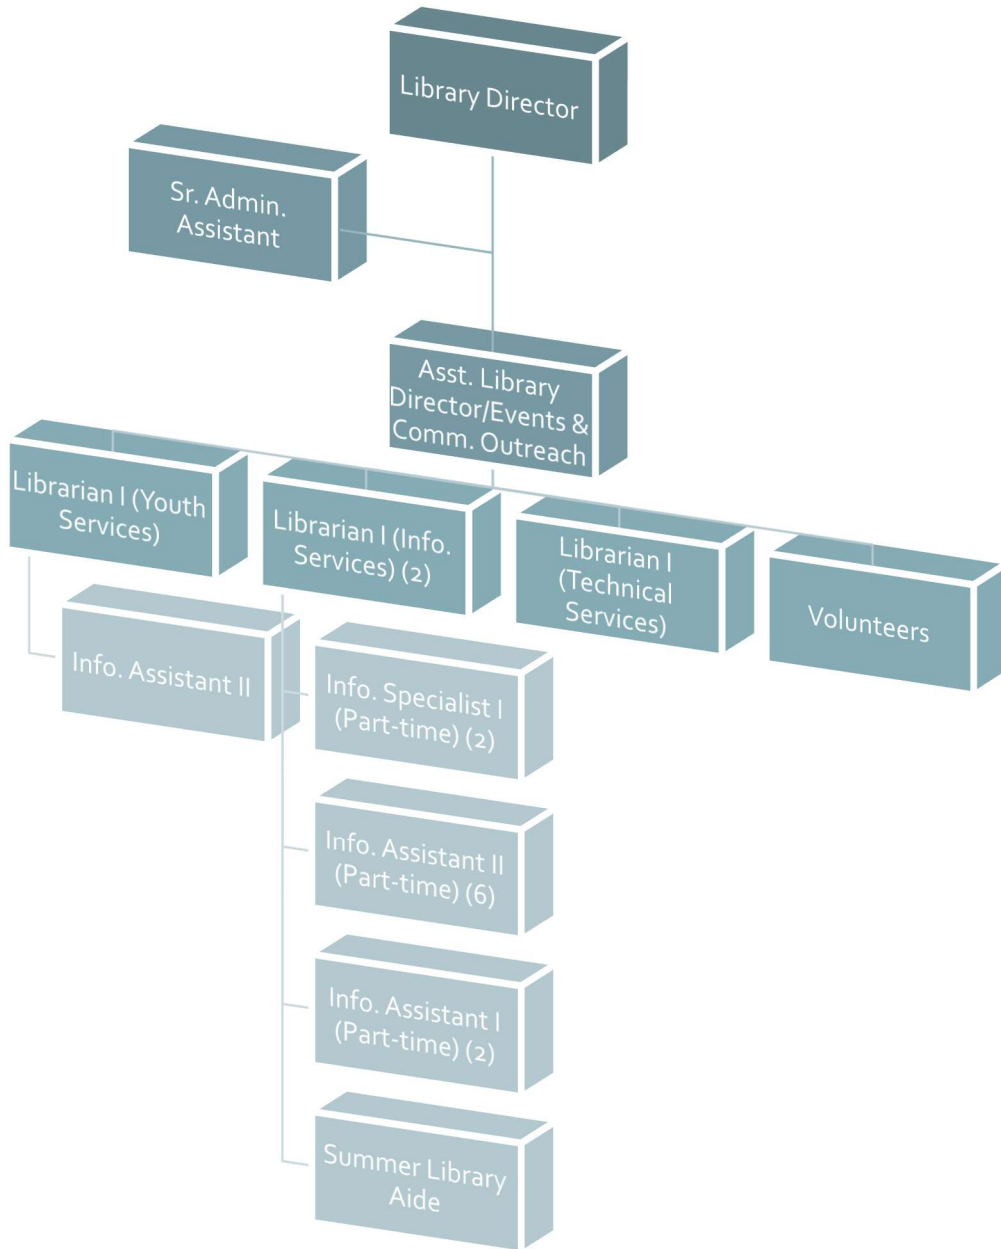 Library Director
Sr. Admin.
Assistant
Asst. Library
Director/Events &
Comm. Outreach
Librarian I (Youth
Services)
Librarian I (Info.
Services) (2)
Librarian I
(Technical
Services)
Volunteers
Info. Assistant II
Info. Specialist I
(Part-time) (2)
Info. Assistant II
(Part-time) (6)
Info. Assistant I
(Part-time) (2)
Summer Library
Aide